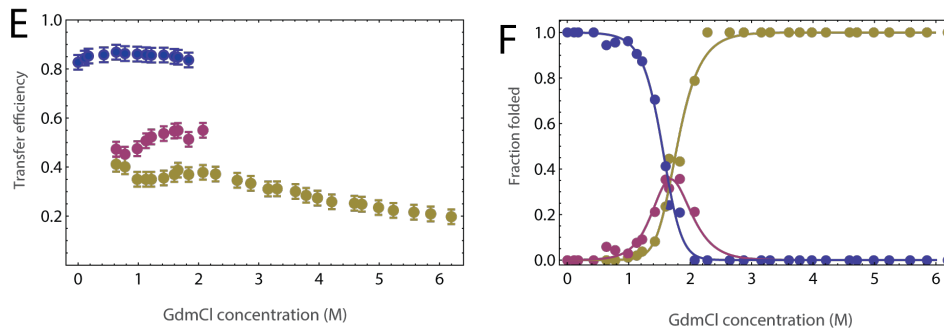 E
Transfer efficiency
1.0
0.8
0.6
0.4
0.2
0 1 2 3 4 5 6
GdmCl concentration (M)
F
Fraction folded
1.0
0.8
0.6
0.4
0.2
0.0
0 1 2 3 4 5 6
GdmCl concentration (M)